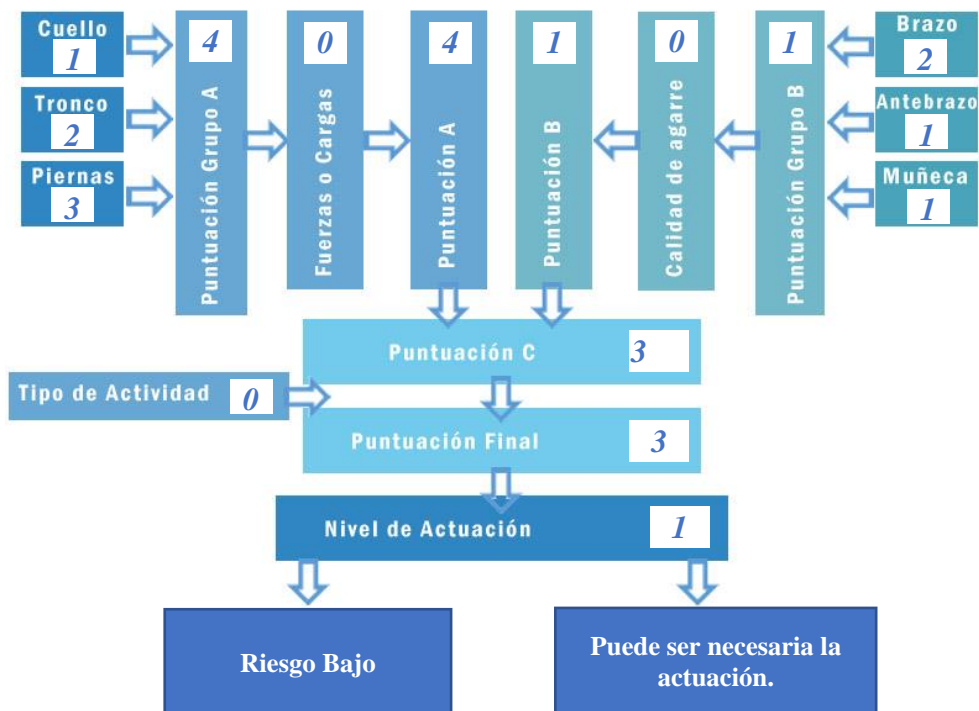 Cuello
1
Tronco
2
Piernas
3
4
Puntuación Grupo A
0
Fuerzas o Cargas
4
Puntuación A
1
Puntuación B
0
Calidad de agarre
1
Puntuación Grupo B
Brazo
2
Antebrazo
1
Muñeca
1
Puntuación C 3
Tipo de Actividad 0
Puntuación Final 3
Nivel de Actuación 1
Riesgo Bajo
Puede ser necesaria la
actuación.